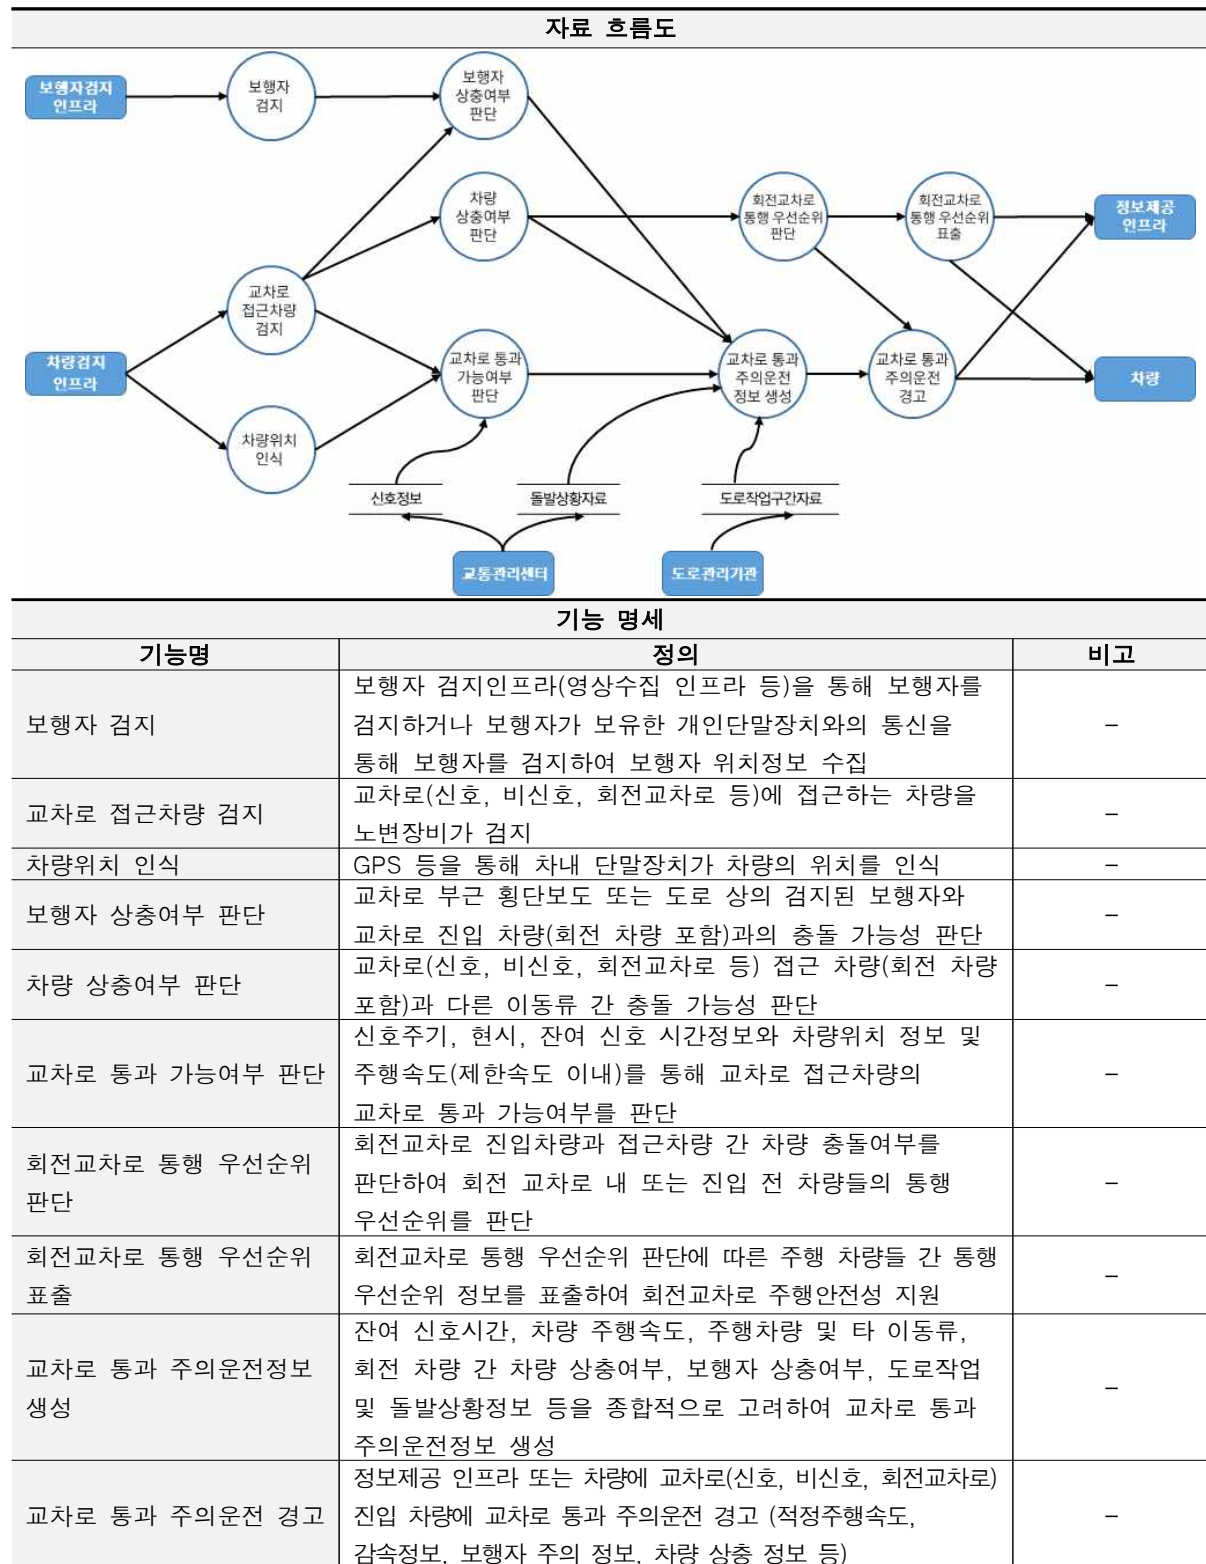 자료 흐름도
보행자검지
인프라
보행자
검지
보행자
상충여부
판단
차량
상충여부
판단
회전교차로
통행 우선순위
판단
회전교차로
통행 우선순위
표출
정보제공
인프라
교차로
접근차량
검지
차량검지
인프라
교차로 통과
가능여부
판단
교차로 통과
주의운전
정보 생성
교차로 통과
주의운전
경고
차량
차량위치
인식
신호정보
돌발상황자료
도로작업구간자료
교통관리센터
도로관리기관
기능 명세
기능명
정의
비고
보행자 검지
보행자 검지인프라(영상수집 인프라 등)을 통해 보행자를
검지하거나 보행자가 보유한 개인단말장치와의 통신을
통해 보행자를 검지하여 보행자 위치정보 수집
–
교차로 접근차량 검지
교차로(신호, 비신호, 회전교차로 등)에 접근하는 차량을
노변장비가 검지
–
차량위치 인식
GPS 등을 통해 차내 단말장치가 차량의 위치를 인식
–
보행자 상충여부 판단
교차로 부근 횡단보도 또는 도로 상의 검지된 보행자와
교차로 진입 차량(회전 차량 포함)과의 충돌 가능성 판단
–
차량 상충여부 판단
교차로(신호, 비신호, 회전교차로 등) 접근 차량(회전 차량
포함)과 다른 이동류 간 충돌 가능성 판단
–
교차로 통과 가능여부 판단
신호주기, 현시, 잔여 신호 시간정보와 차량위치 정보 및
주행속도(제한속도 이내)를 통해 교차로 접근차량의
교차로 통과 가능여부를 판단
–
회전교차로 통행 우선순위
판단
회전교차로 진입차량과 접근차량 간 차량 충돌여부를
판단하여 회전 교차로 내 또는 진입 전 차량들의 통행
우선순위를 판단
–
회전교차로 통행 우선순위
표출
회전교차로 통행 우선순위 판단에 따른 주행 차량들 간 통행
우선순위 정보를 표출하여 회전교차로 주행안전성 지원
–
교차로 통과 주의운전정보
생성
잔여 신호시간, 차량 주행속도, 주행차량 및 타 이동류,
회전 차량 간 차량 상충여부, 보행자 상충여부, 도로작업
및 돌발상황정보 등을 종합적으로 고려하여 교차로 통과
주의운전정보 생성
–
교차로 통과 주의운전 경고
정보제공 인프라 또는 차량에 교차로(신호, 비신호, 회전교차로)
진입 차량에 교차로 통과 주의운전 경고 (적정주행속도,
감속정보, 보행자 주의 정보, 차량 상충 정보 등)
–